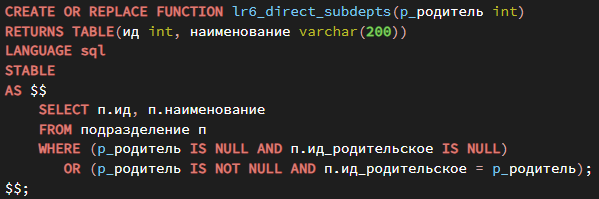 CREATE OR REPLACE FUNCTION lr6_direct_subdepts(p_родитель int)
RETURNS TABLE(ид int, наименование varchar(200))
LANGUAGE sql
STABLE
AS $$
    SELECT п.ид, п.наименование
    FROM подразделение п
    WHERE (p_родитель IS NULL AND п.ид_родительское IS NULL)
       OR (p_родитель IS NOT NULL AND п.ид_родительское = p_родитель);
$$;